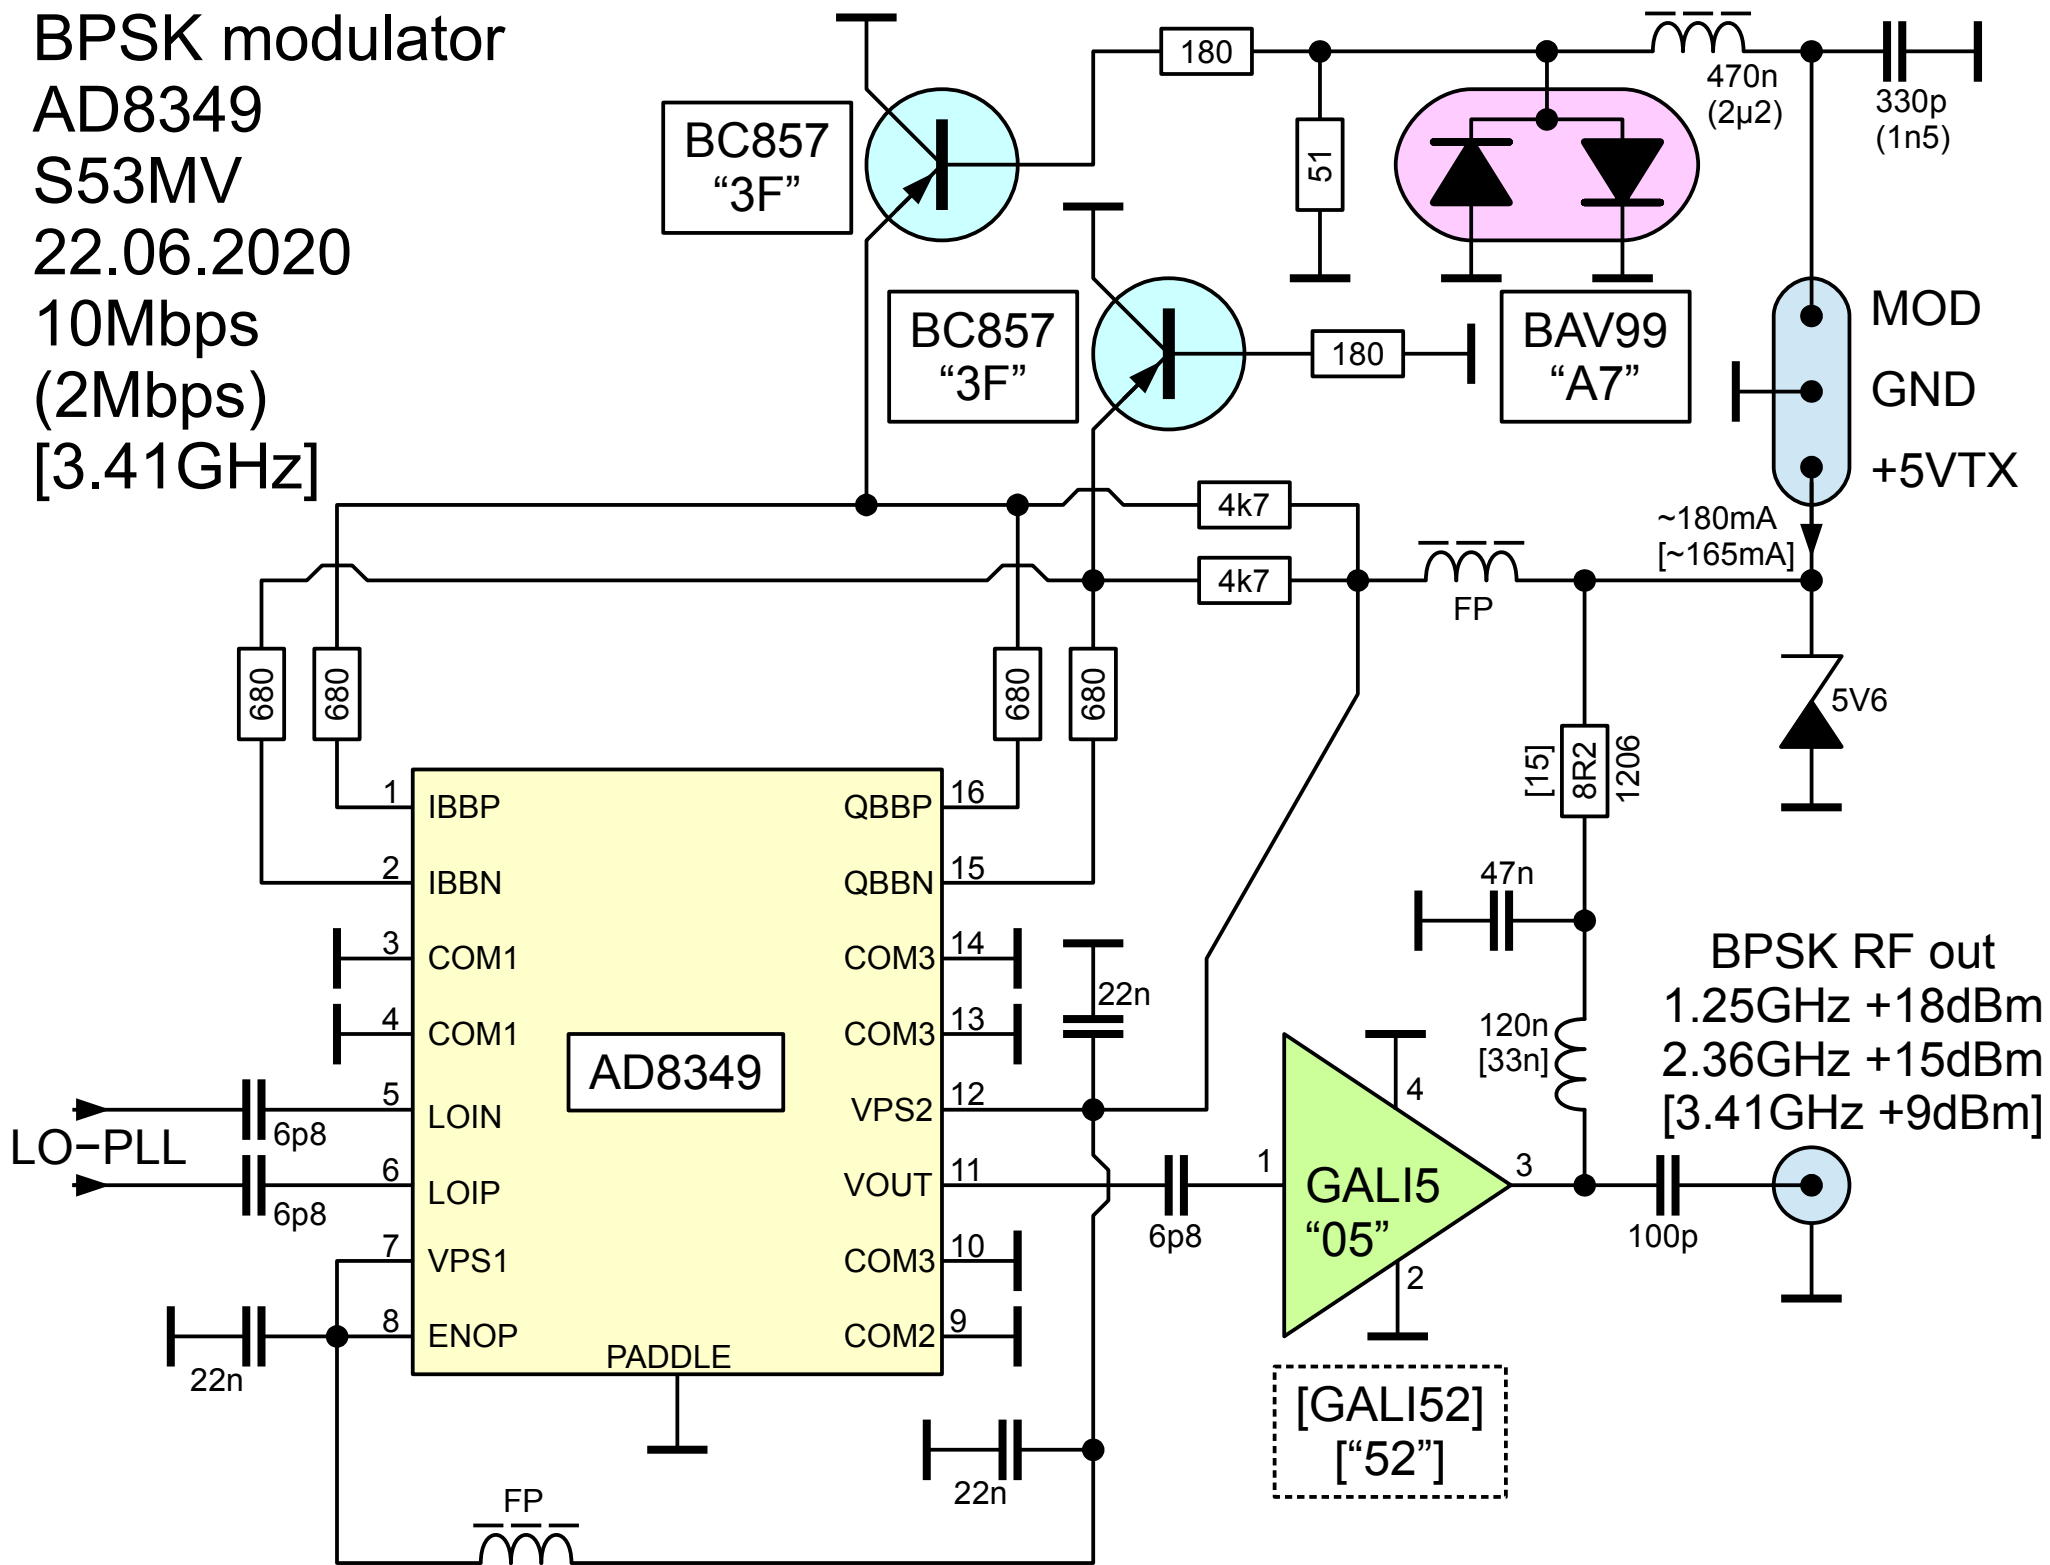 BPSK modulator
AD8349
S53MV
22.06.2020
10Mbps
(2Mbps)
[3.41GHz]
BC857
“3F”
180
51
470n
(2µ2)
330p
(1n5)
BC857
“3F”
180
BAV99
“A7”
MOD
GND
+5VTX
~180mA
[~165mA]
4k7
4k7
FP
5V6
680
680
680
680
[15]
8R2
1206
47n
120n
[33n]
1
IBBP
2
IBBN
3
COM1
4
COM1
5
LOIN
6
LOIP
7
VPS1
8
ENOP
AD8349
PADDLE
16
QBBP
15
QBBN
14
COM3
13
COM3
12
VPS2
11
VOUT
10
COM3
9
COM2
LO−PLL
6p8
6p8
22n
22n
22n
FP
6p8
1
GALI5
“05”
4
2
3
100p
[GALI52]
[“52”]
BPSK RF out
1.25GHz +18dBm
2.36GHz +15dBm
[3.41GHz +9dBm]